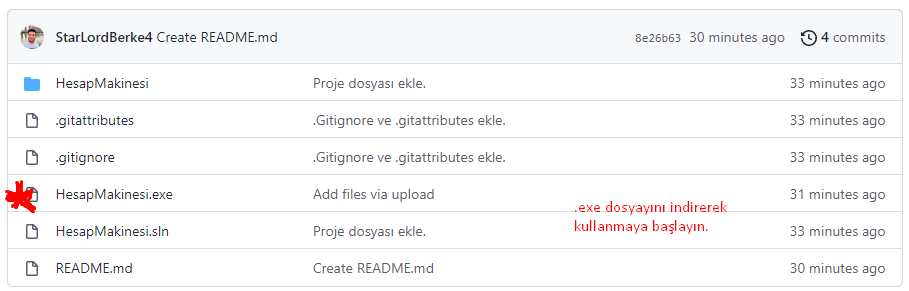 StarLordBerke4 Create README.md 8e26b63 30 minutes ago 4 commits
HesapMakinesi Proje dosyası ekle. 33 minutes ago
.gitattributes .Gitignore ve .gitattributes ekle. 33 minutes ago
.gitignore .Gitignore ve .gitattributes ekle. 33 minutes ago
HesapMakinesi.exe Add files via upload 31 minutes ago
.exe dosyayını indirerek
kullanmaya başlayın.
HesapMakinesi.sln Proje dosyası ekle. 33 minutes ago
README.md Create README.md 30 minutes ago